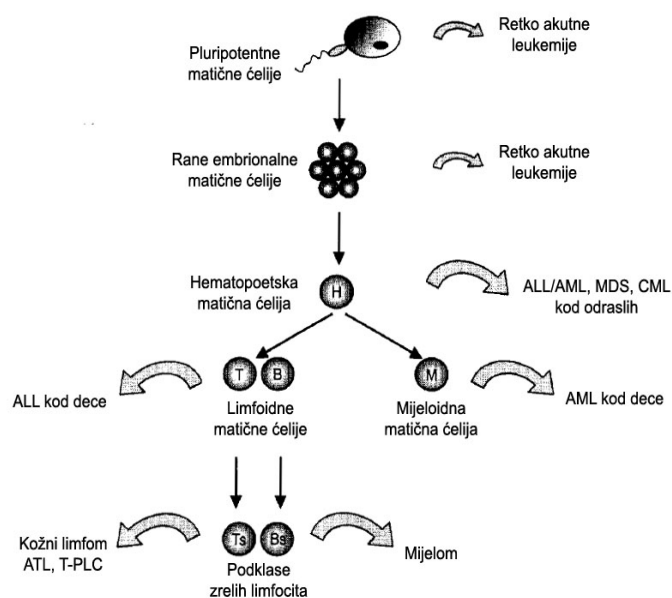 Pluripotentne
matične ćelije
Retko akutne
leukemije
Rane embrionalne
matične ćelije
Retko akutne
leukemije
Hematopoetska
matična ćelija
H
ALL/AML, MDS, CML
kod odraslih
ALL kod dece
T B
Limfoidne
matične ćelije
M
Mijeloidna
matična ćelija
AML kod dece
Kožni limfom
ATL, T-PLC
Ts Bs
Podklase
zrelih limfocita
Mijelom